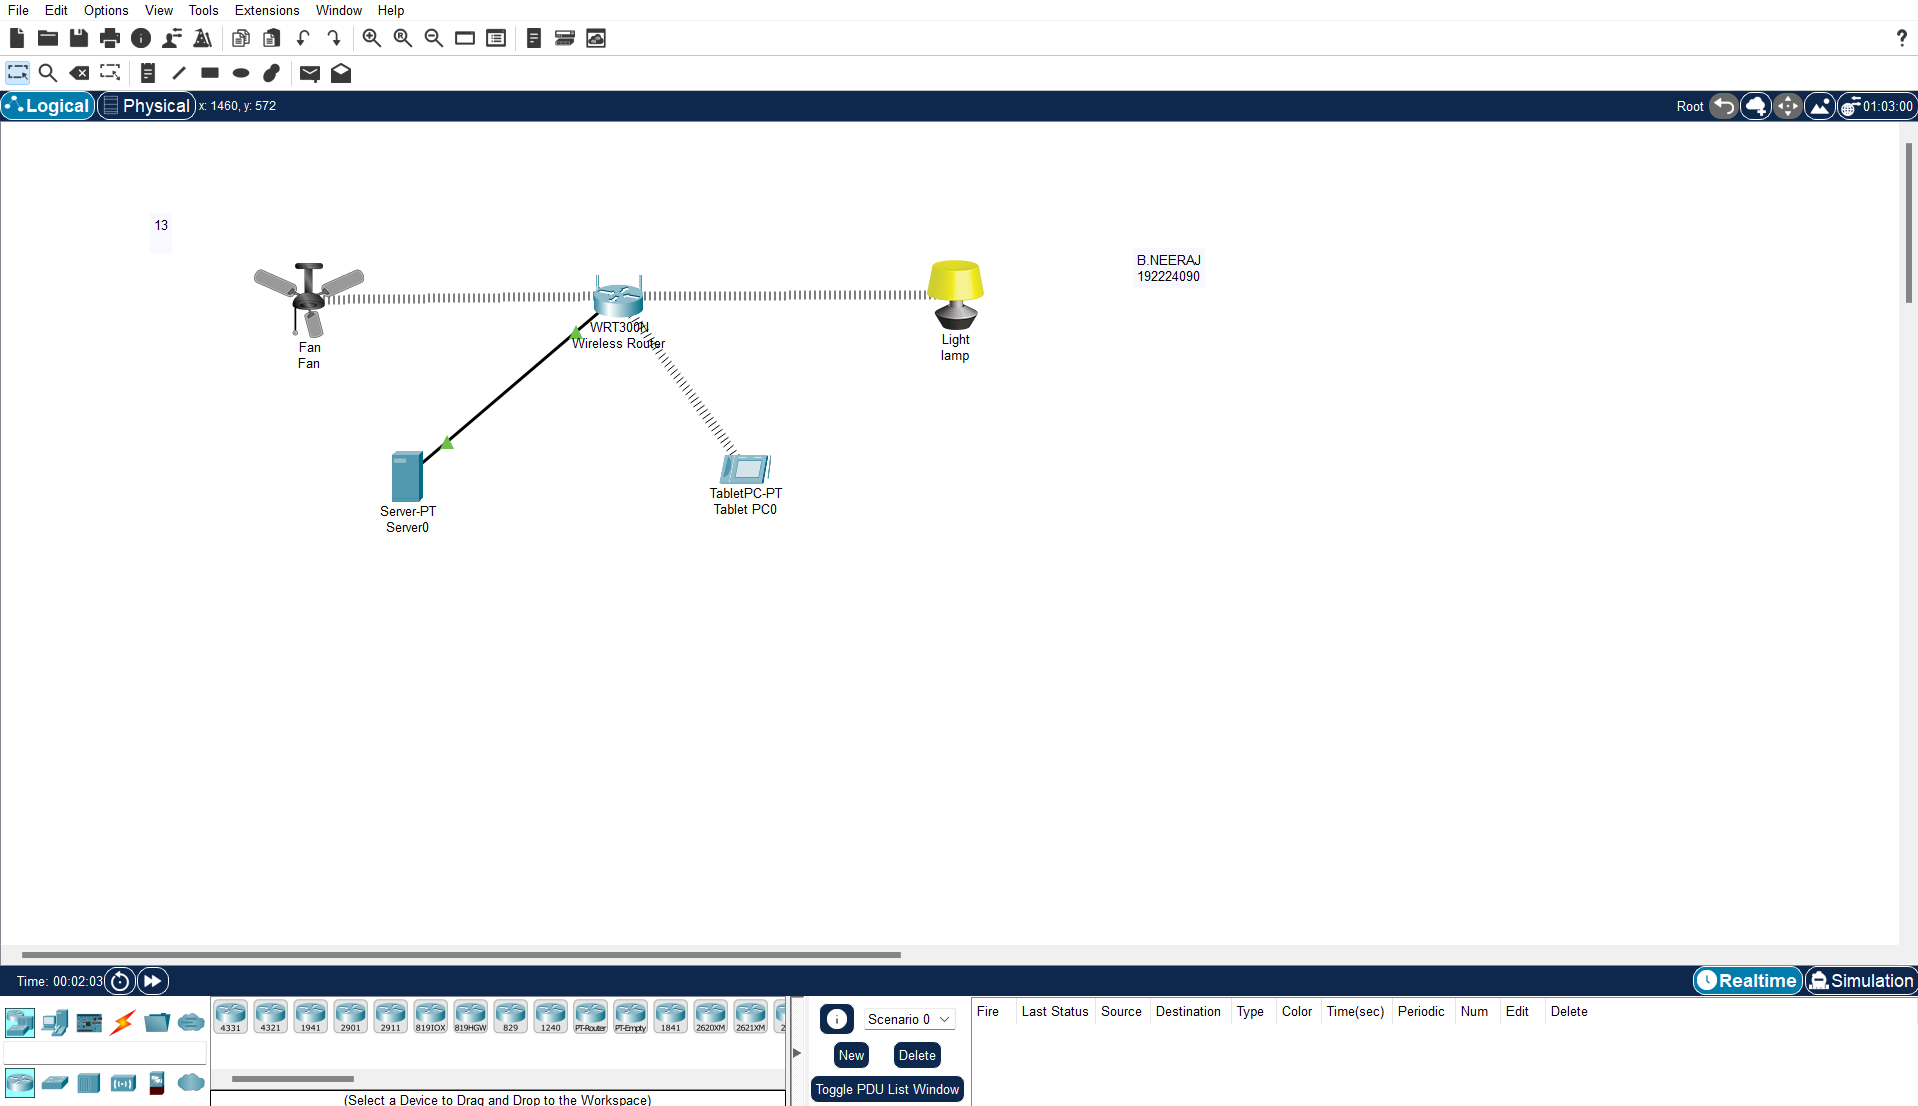 File Edit Options View Tools Extensions Window Help
?
Logical Physical x: 1460, y: 572 Root 01:03:00
13
B.NEERAJ
192224090
WRT300N
Wireless Router
Fan
Fan
Light
lamp
Server-PT
Server0
TabletPC-PT
Tablet PC0
Time: 00:02:03 Realtime Simulation
4331 4321 1941 2901 2911 819IOX 819HGW 829 1240 PT-Router PT-Empty 1841 2620XM 2621XM 2
Scenario 0
New Delete
Toggle PDU List Window
Fire Last Status Source Destination Type Color Time(sec) Periodic Num Edit Delete
(Select a Device to Drag and Drop to the Workspace)